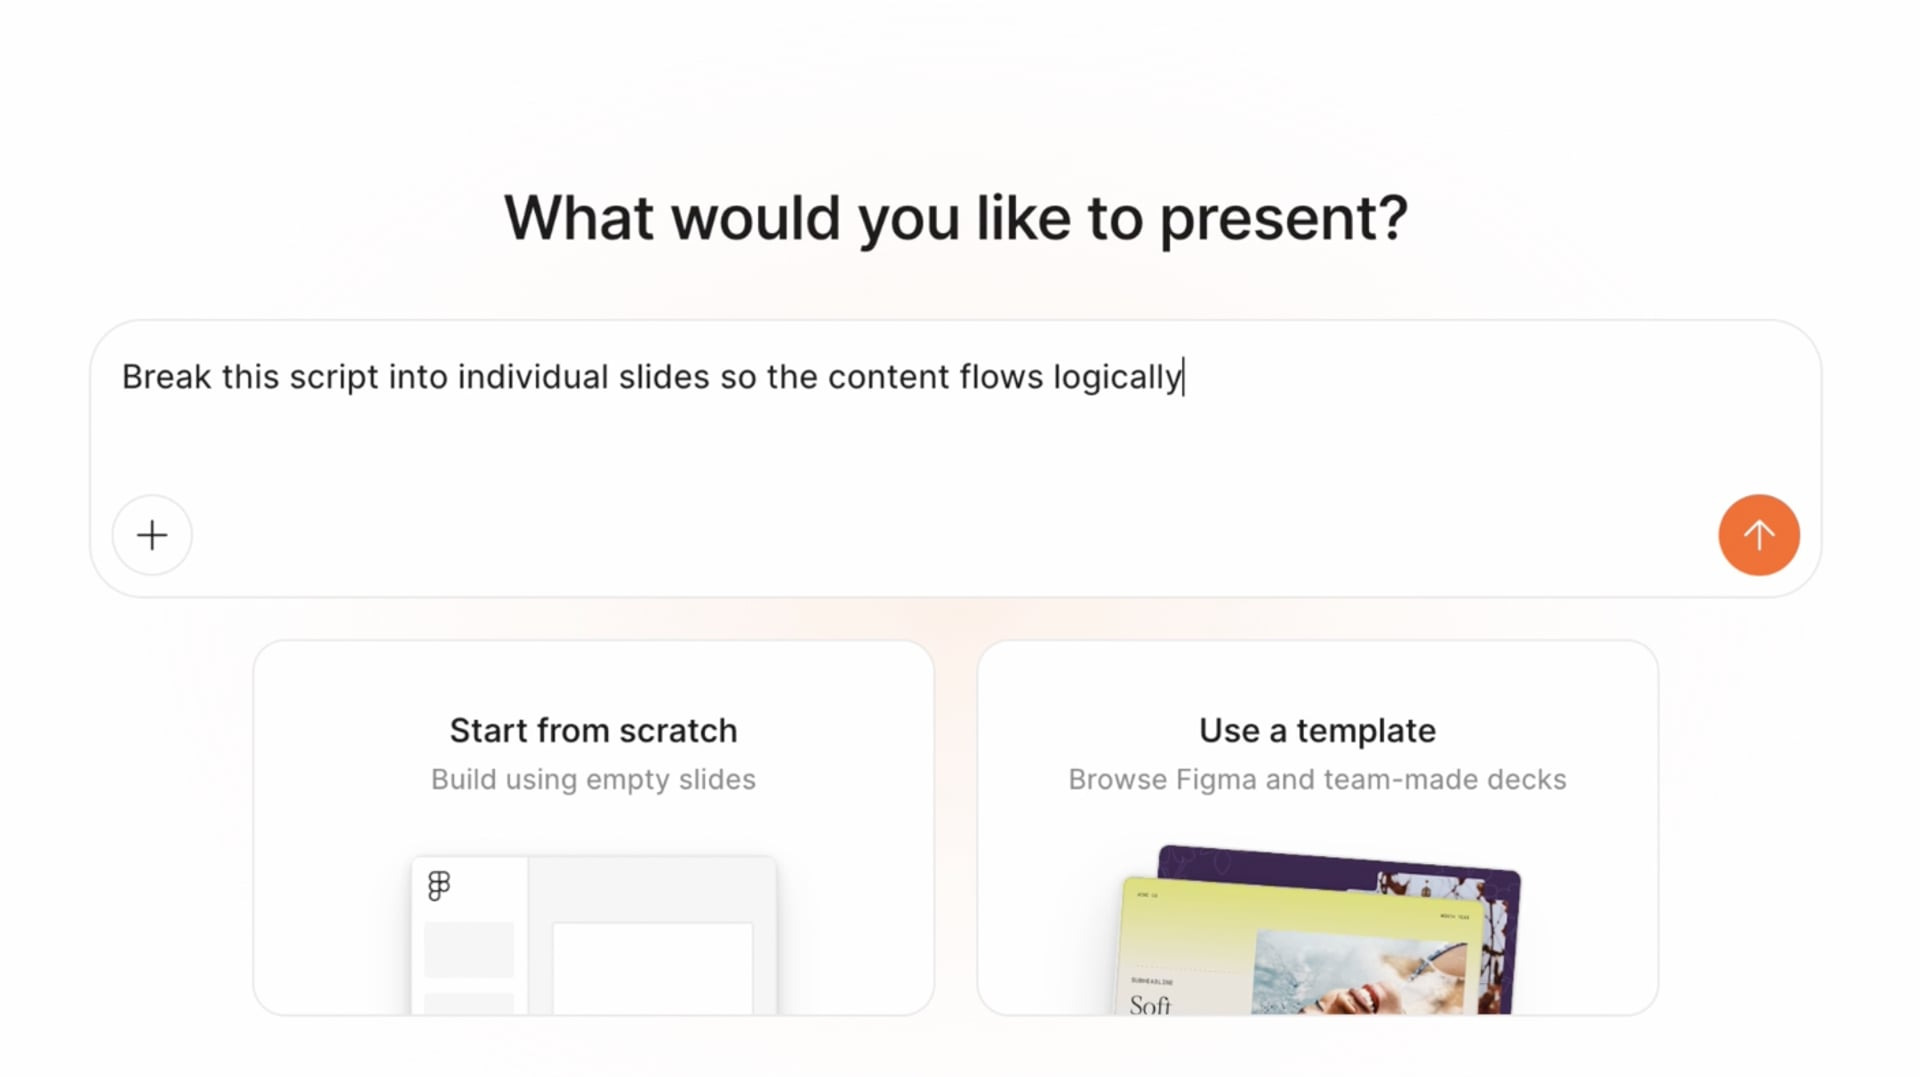 What would you like to present?
Break this script into individual slides so the content flows logically
Start from scratch
Build using empty slides
Use a template
Browse Figma and team-made decks
SUBHEADLINE
Soft